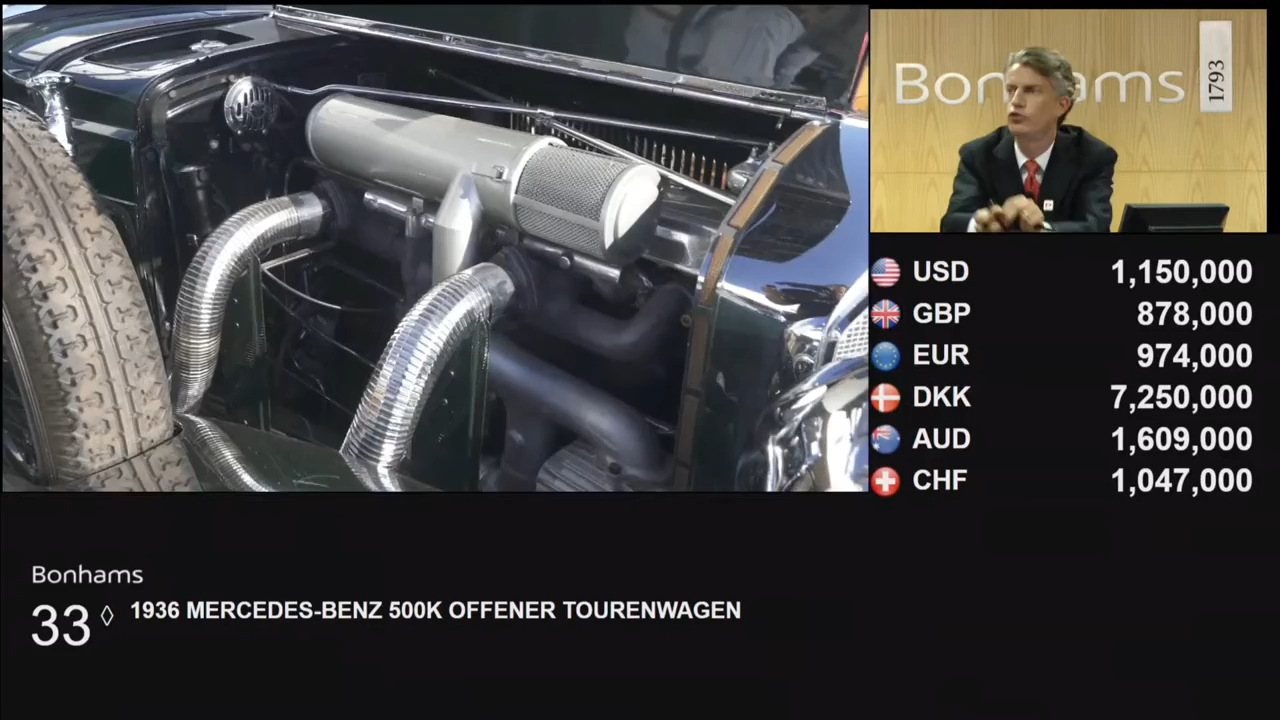 Bonhams
1793
USD 1,150,000
GBP 878,000
EUR 974,000
DKK 7,250,000
AUD 1,609,000
CHF 1,047,000
Bonhams
33 ◊ 1936 MERCEDES-BENZ 500K OFFENER TOURENWAGEN